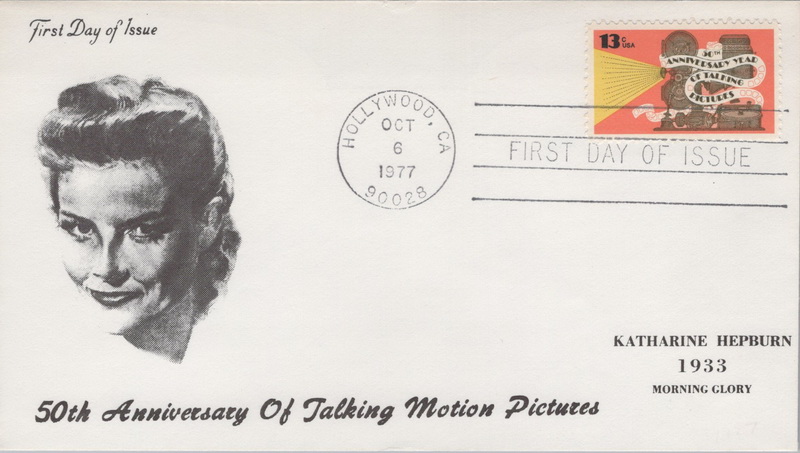 First Day of Issue
13c
USA
50TH
ANNIVERSARY YEAR
OF TALKING
PICTURES
HOLLYWOOD, CA
OCT
6
1977
90028
FIRST DAY OF ISSUE
KATHARINE HEPBURN
1933
MORNING GLORY
50th Anniversary Of Talking Motion Pictures